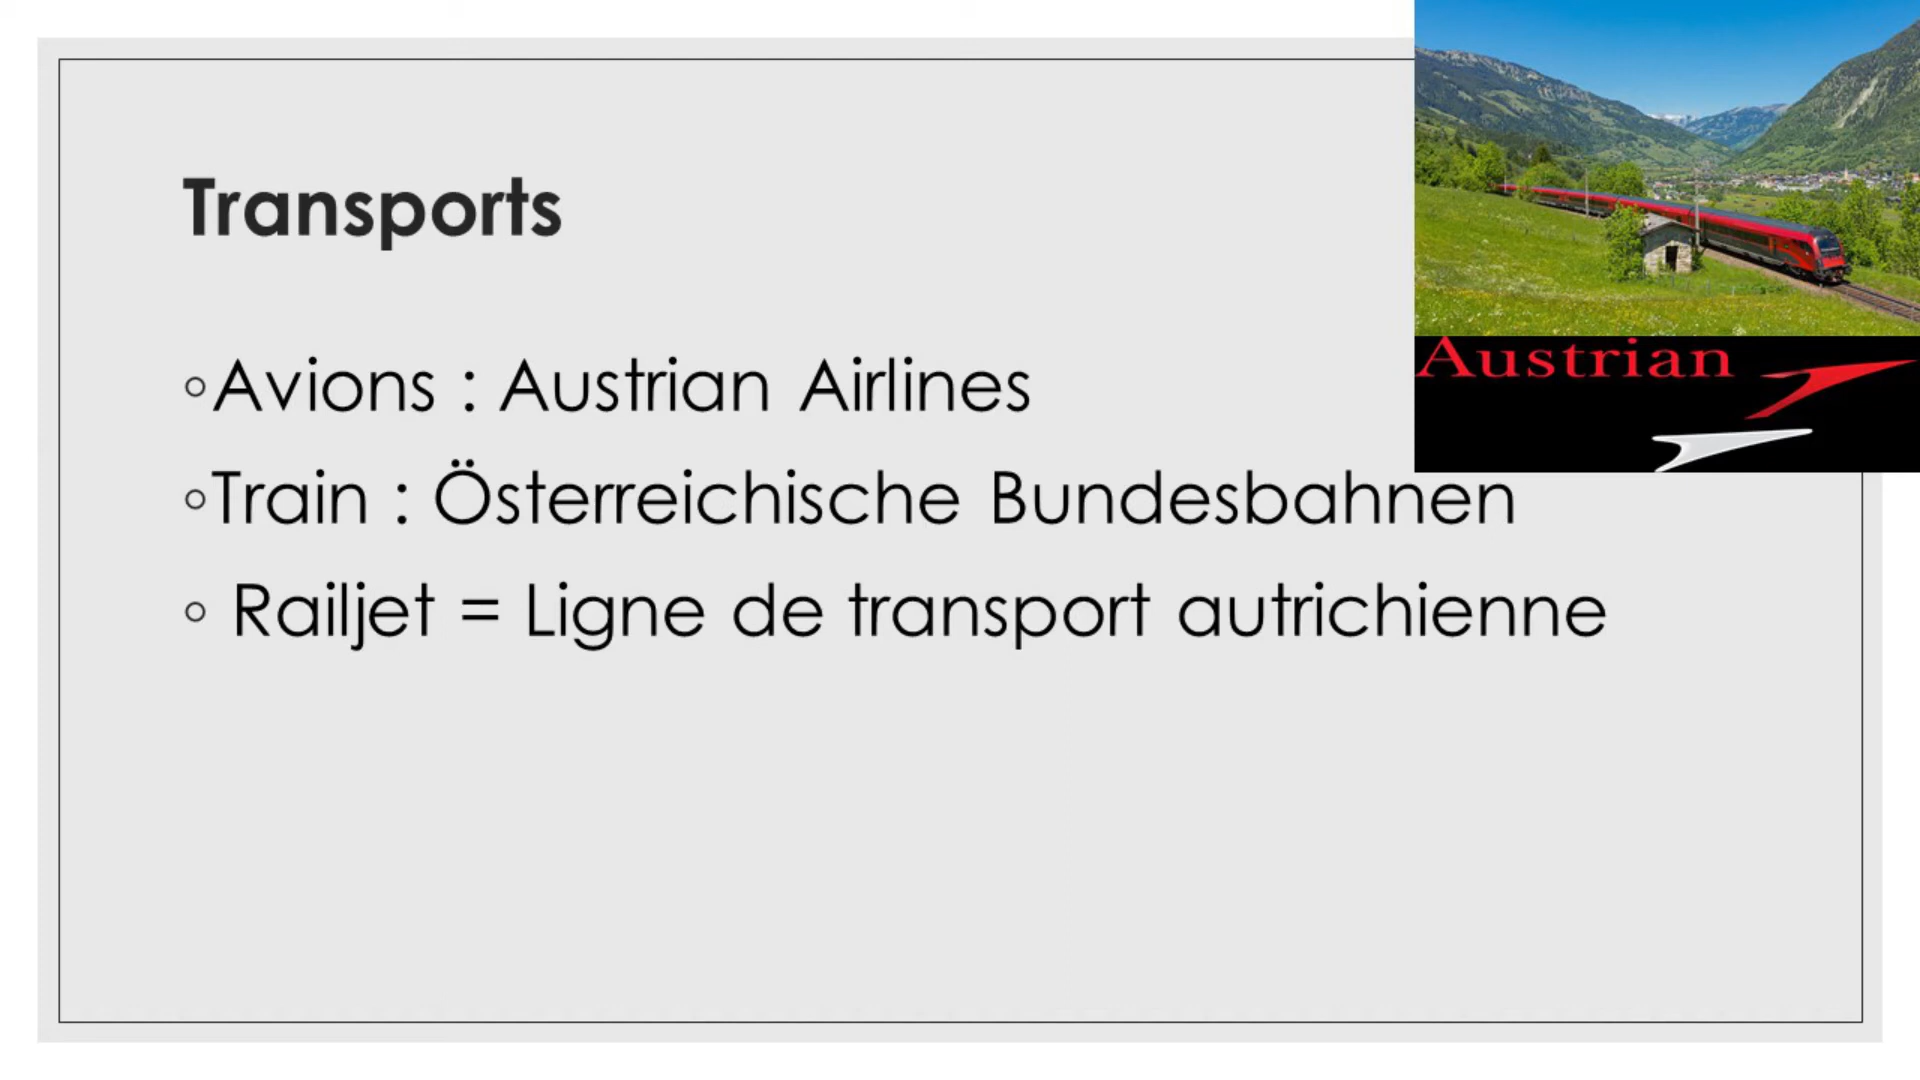 Transports
◦Avions : Austrian Airlines
◦Train : Österreichische Bundesbahnen
◦ Railjet = Ligne de transport autrichienne
Austrian